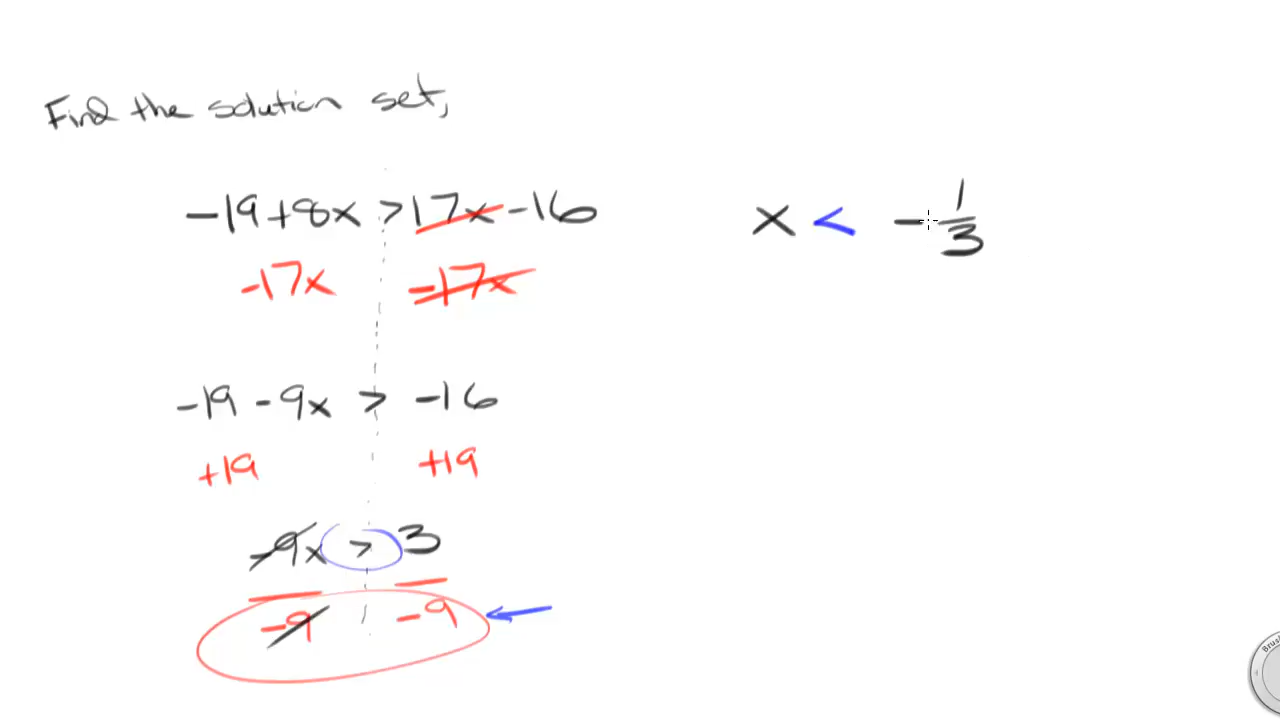 Find the solution set,
-19+8x > 17x -16
-17x -17x
-19 - 9x > -16
+19 +19
-9x > 3
-9 -9
x < - 1/3
Brush